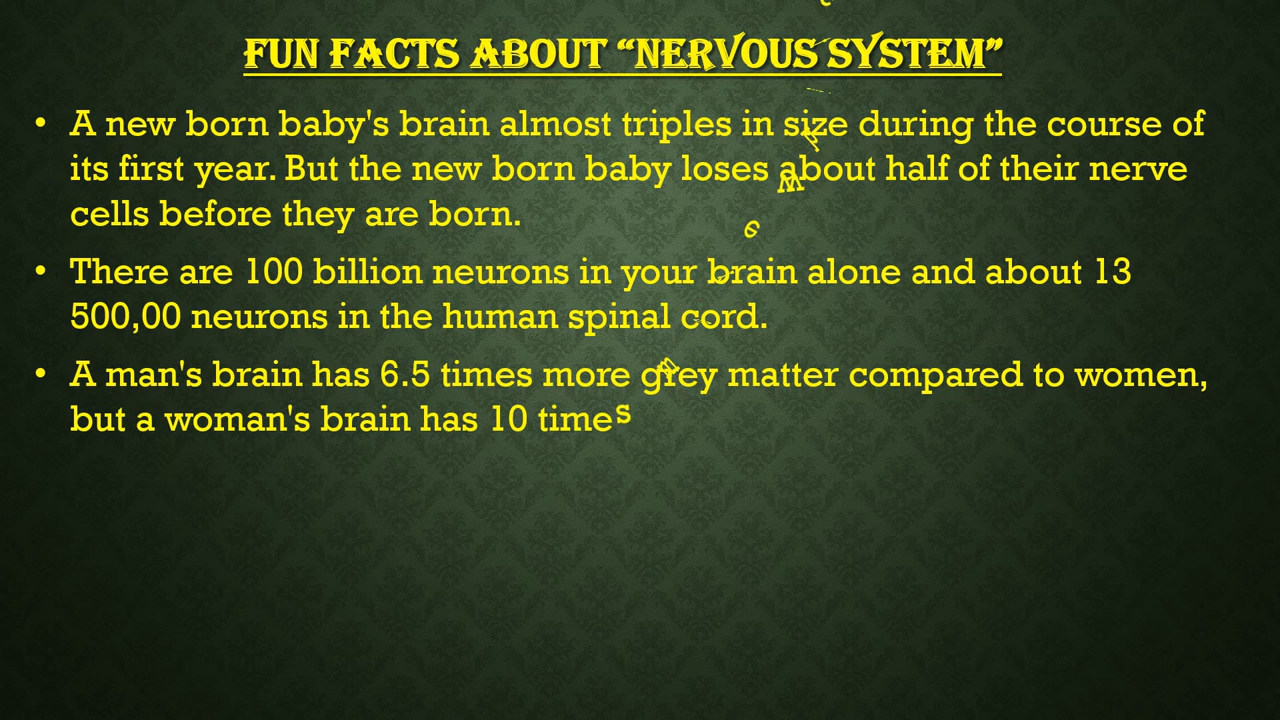 FUN FACTS ABOUT “NERVOUS SYSTEM”
• A new born baby's brain almost triples in size during the course of
its first year. But the new born baby loses about half of their nerve
cells before they are born.
• There are 100 billion neurons in your brain alone and about 13
500,00 neurons in the human spinal cord.
• A man's brain has 6.5 times more grey matter compared to women,
but a woman's brain has 10 times